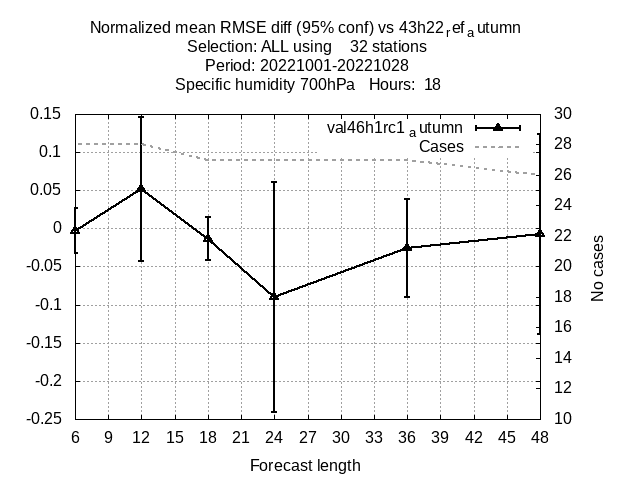 Normalized mean RMSE diff (95% conf) vs 43h22refautumn
Selection: ALL using 32 stations
Period: 20221001-20221028
Specific humidity 700hPa Hours: 18
val46h1rc1autumn
Cases
0.15
0.1
0.05
0
-0.05
-0.1
-0.15
-0.2
-0.25
30
28
26
24
22
20
18
16
14
12
10
No cases
6 9 12 15 18 21 24 27 30 33 36 39 42 45 48
Forecast length